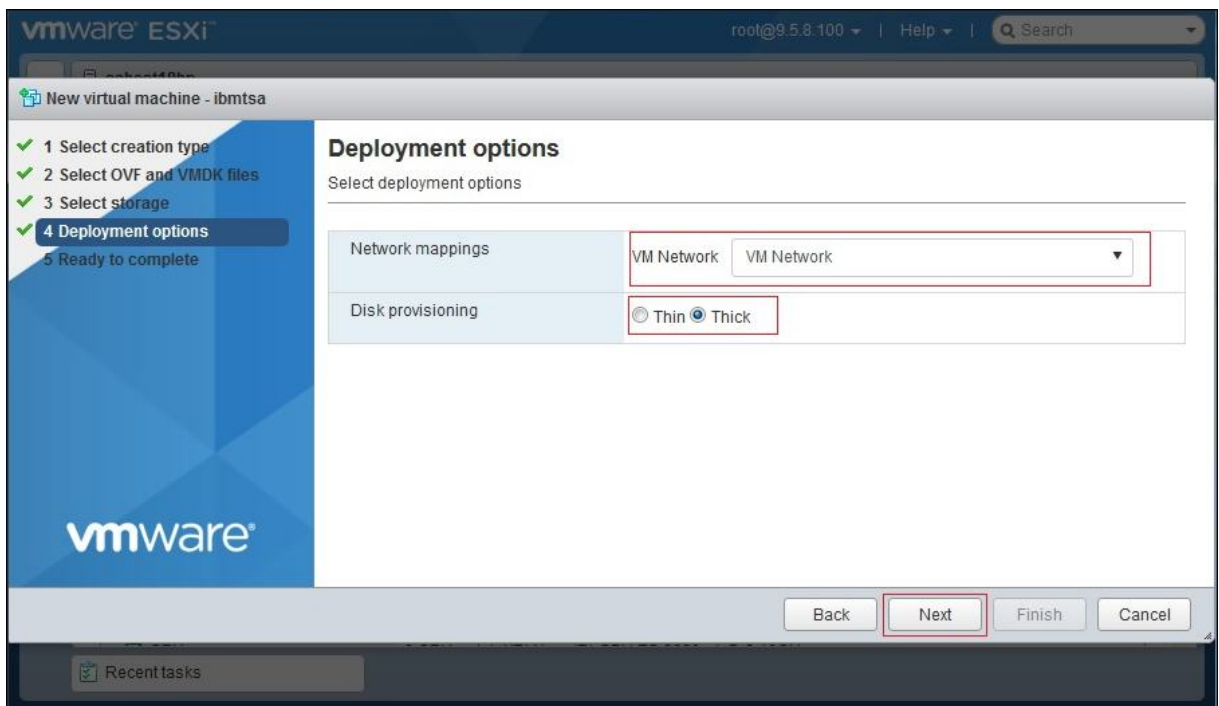 vmware ESXi™
root@9.5.8.100 | Help | Search
New virtual machine - ibmtsa
1 Select creation type
2 Select OVF and VMDK files
3 Select storage
4 Deployment options
5 Ready to complete
vmware®
Deployment options
Select deployment options
Network mappings
VM Network VM Network
Disk provisioning
Thin Thick
Back Next Finish Cancel
Recent tasks